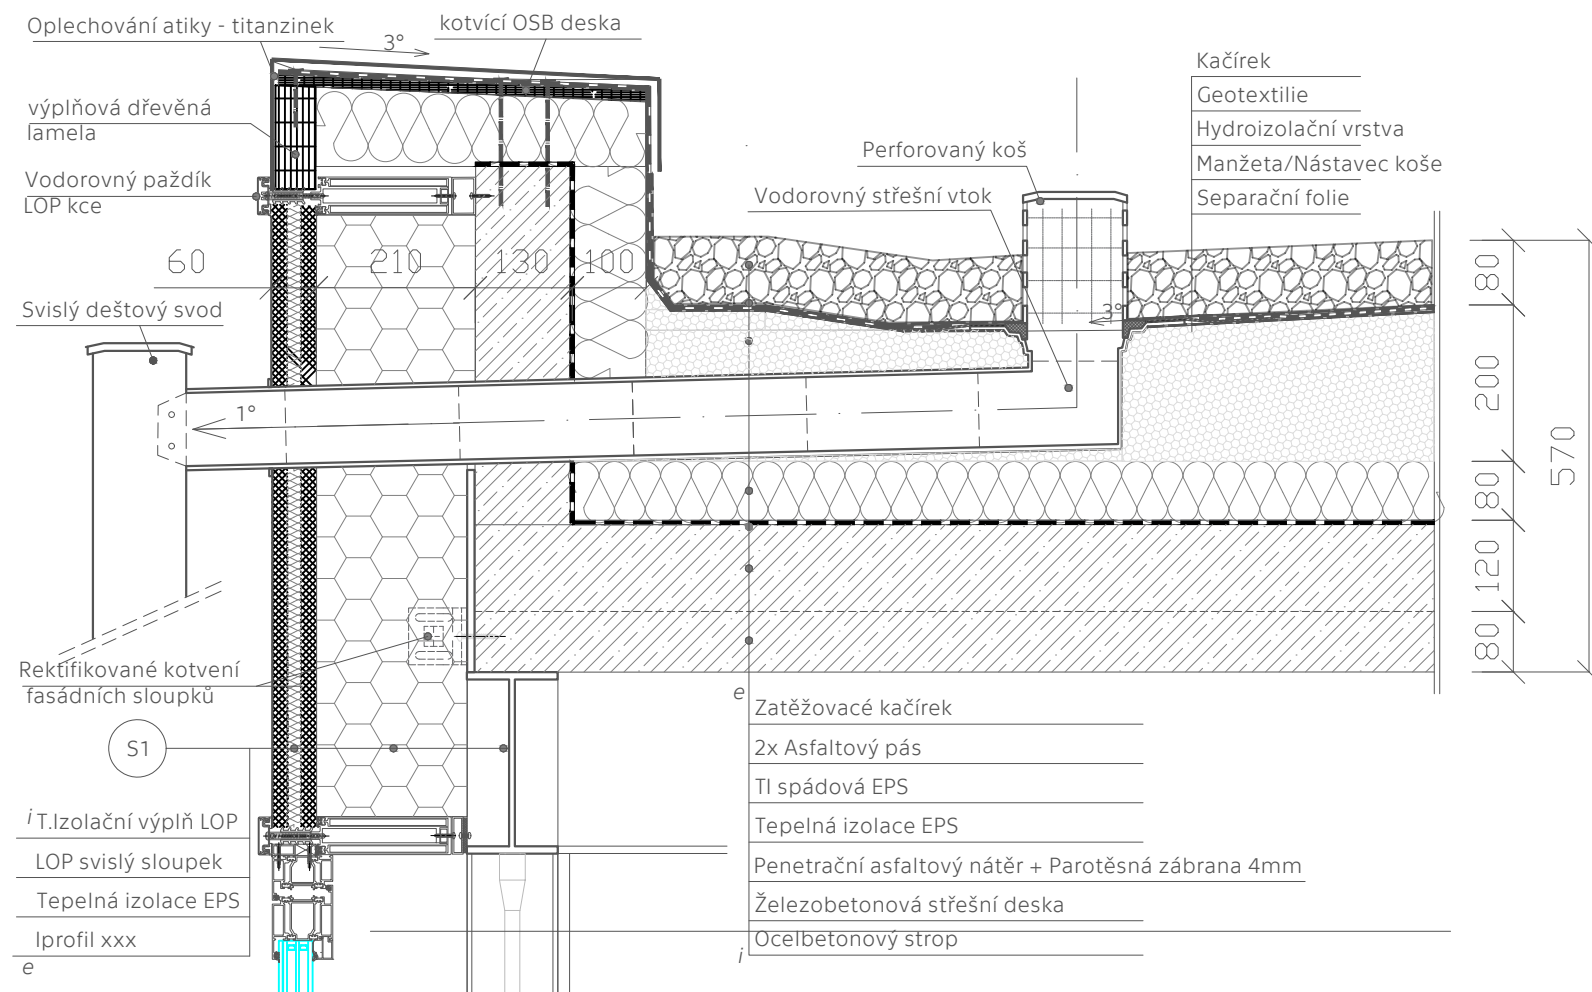 Oplechování atiky - titanzinek
3°
kotvící OSB deska
výplňová dřevěná
lamela
Vodorovný paždík
LOP kce
Perforovaný koš
Vodorovný střešní vtok
Kačírek
Geotextilie
Hydroizolační vrstva
Manžeta/Nástavec koše
Separační folie
60
210
130
100
Svislý deštový svod
3°
1°
80
200
80
120
80
570
Rektifikované kotvení
fasádních sloupků
S1
i T.Izolační výplň LOP
LOP svislý sloupek
Tepelná izolace EPS
Iprofil xxx
e
e
Zatěžovacé kačírek
2x Asfaltový pás
TI spádová EPS
Tepelná izolace EPS
Penetrační asfaltový nátěr + Parotěsná zábrana 4mm
Železobetonová střešní deska
Ocelbetonový strop
i